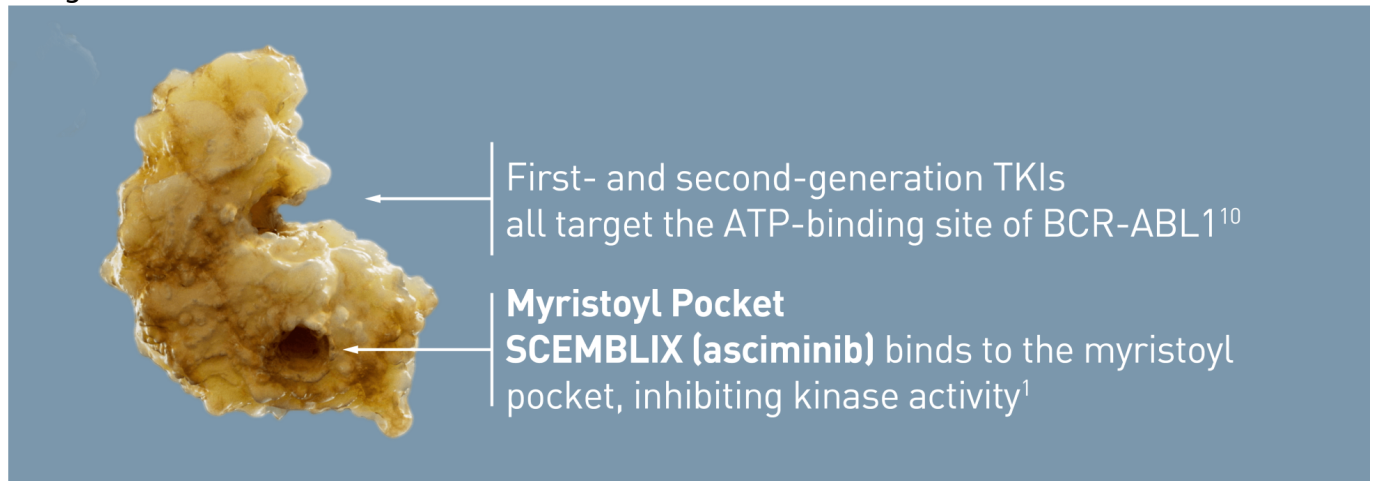 First- and second-generation TKIs
all target the ATP-binding site of BCR-ABL1¹⁰
Myristoyl Pocket
SCEMBLIX (asciminib) binds to the myristoyl
pocket, inhibiting kinase activity¹